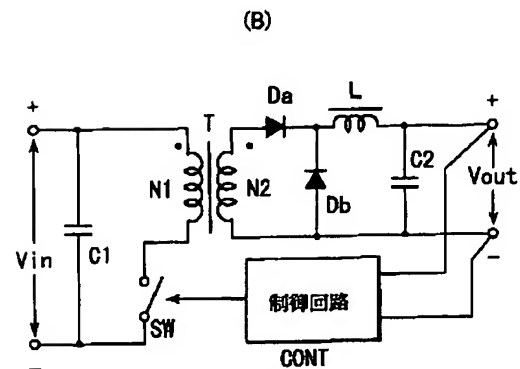 (B)
Da
L
+
T
+
C2
N1
N2
Vout
Db
Vin
C1
-
制御回路
SW
CONT
-